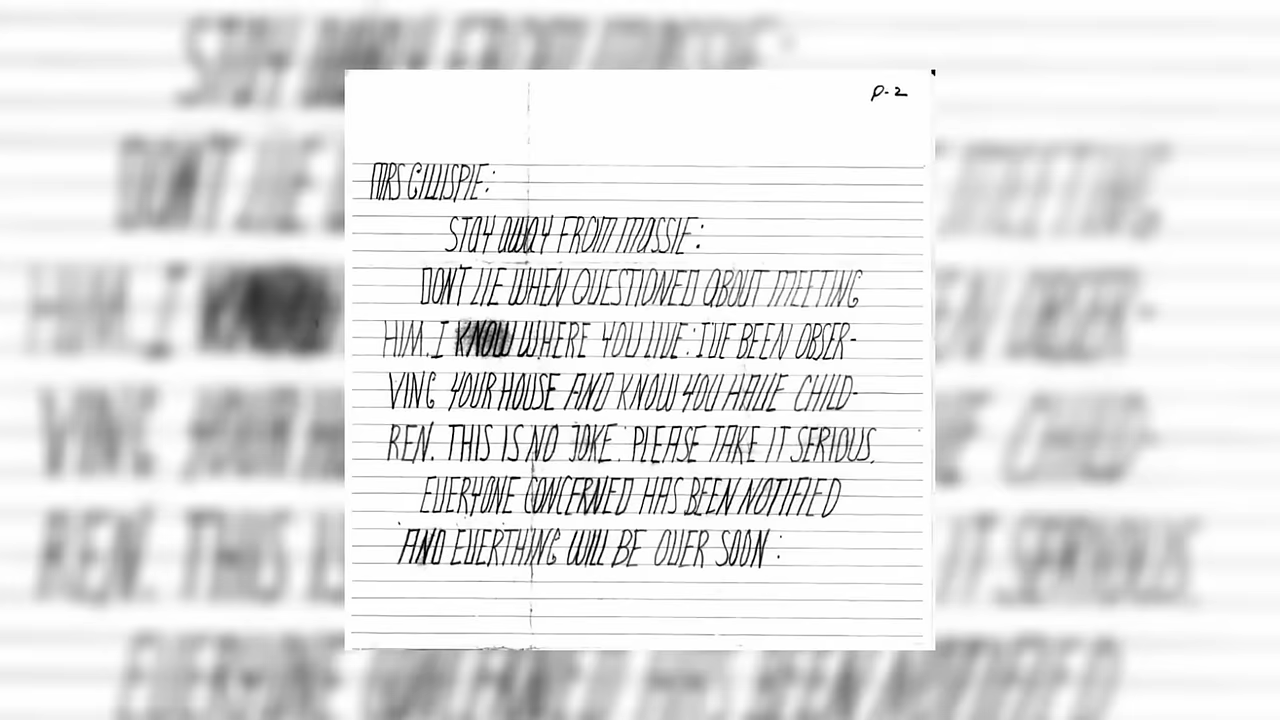 P-2
MRS GILLISPIE:
STAY AWAY FROM MASSIE:
DON'T LIE WHEN QUESTIONED ABOUT MEETING
HIM. I KNOW WHERE YOU LIVE: I'VE BEEN OBSER-
VING YOUR HOUSE AND KNOW YOU HAVE CHILD-
REN. THIS IS NO JOKE. PLEASE TAKE IT SERIOUS.
EVERYONE CONCERNED HAS BEEN NOTIFIED
AND EVERTHING WILL BE OVER SOON: